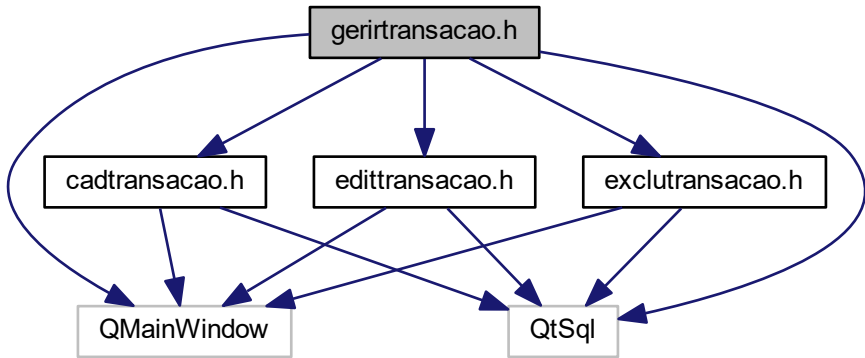 gerirtransacao.h
cadtransacao.h
edittransacao.h
exclutransacao.h
QMainWindow
QtSql